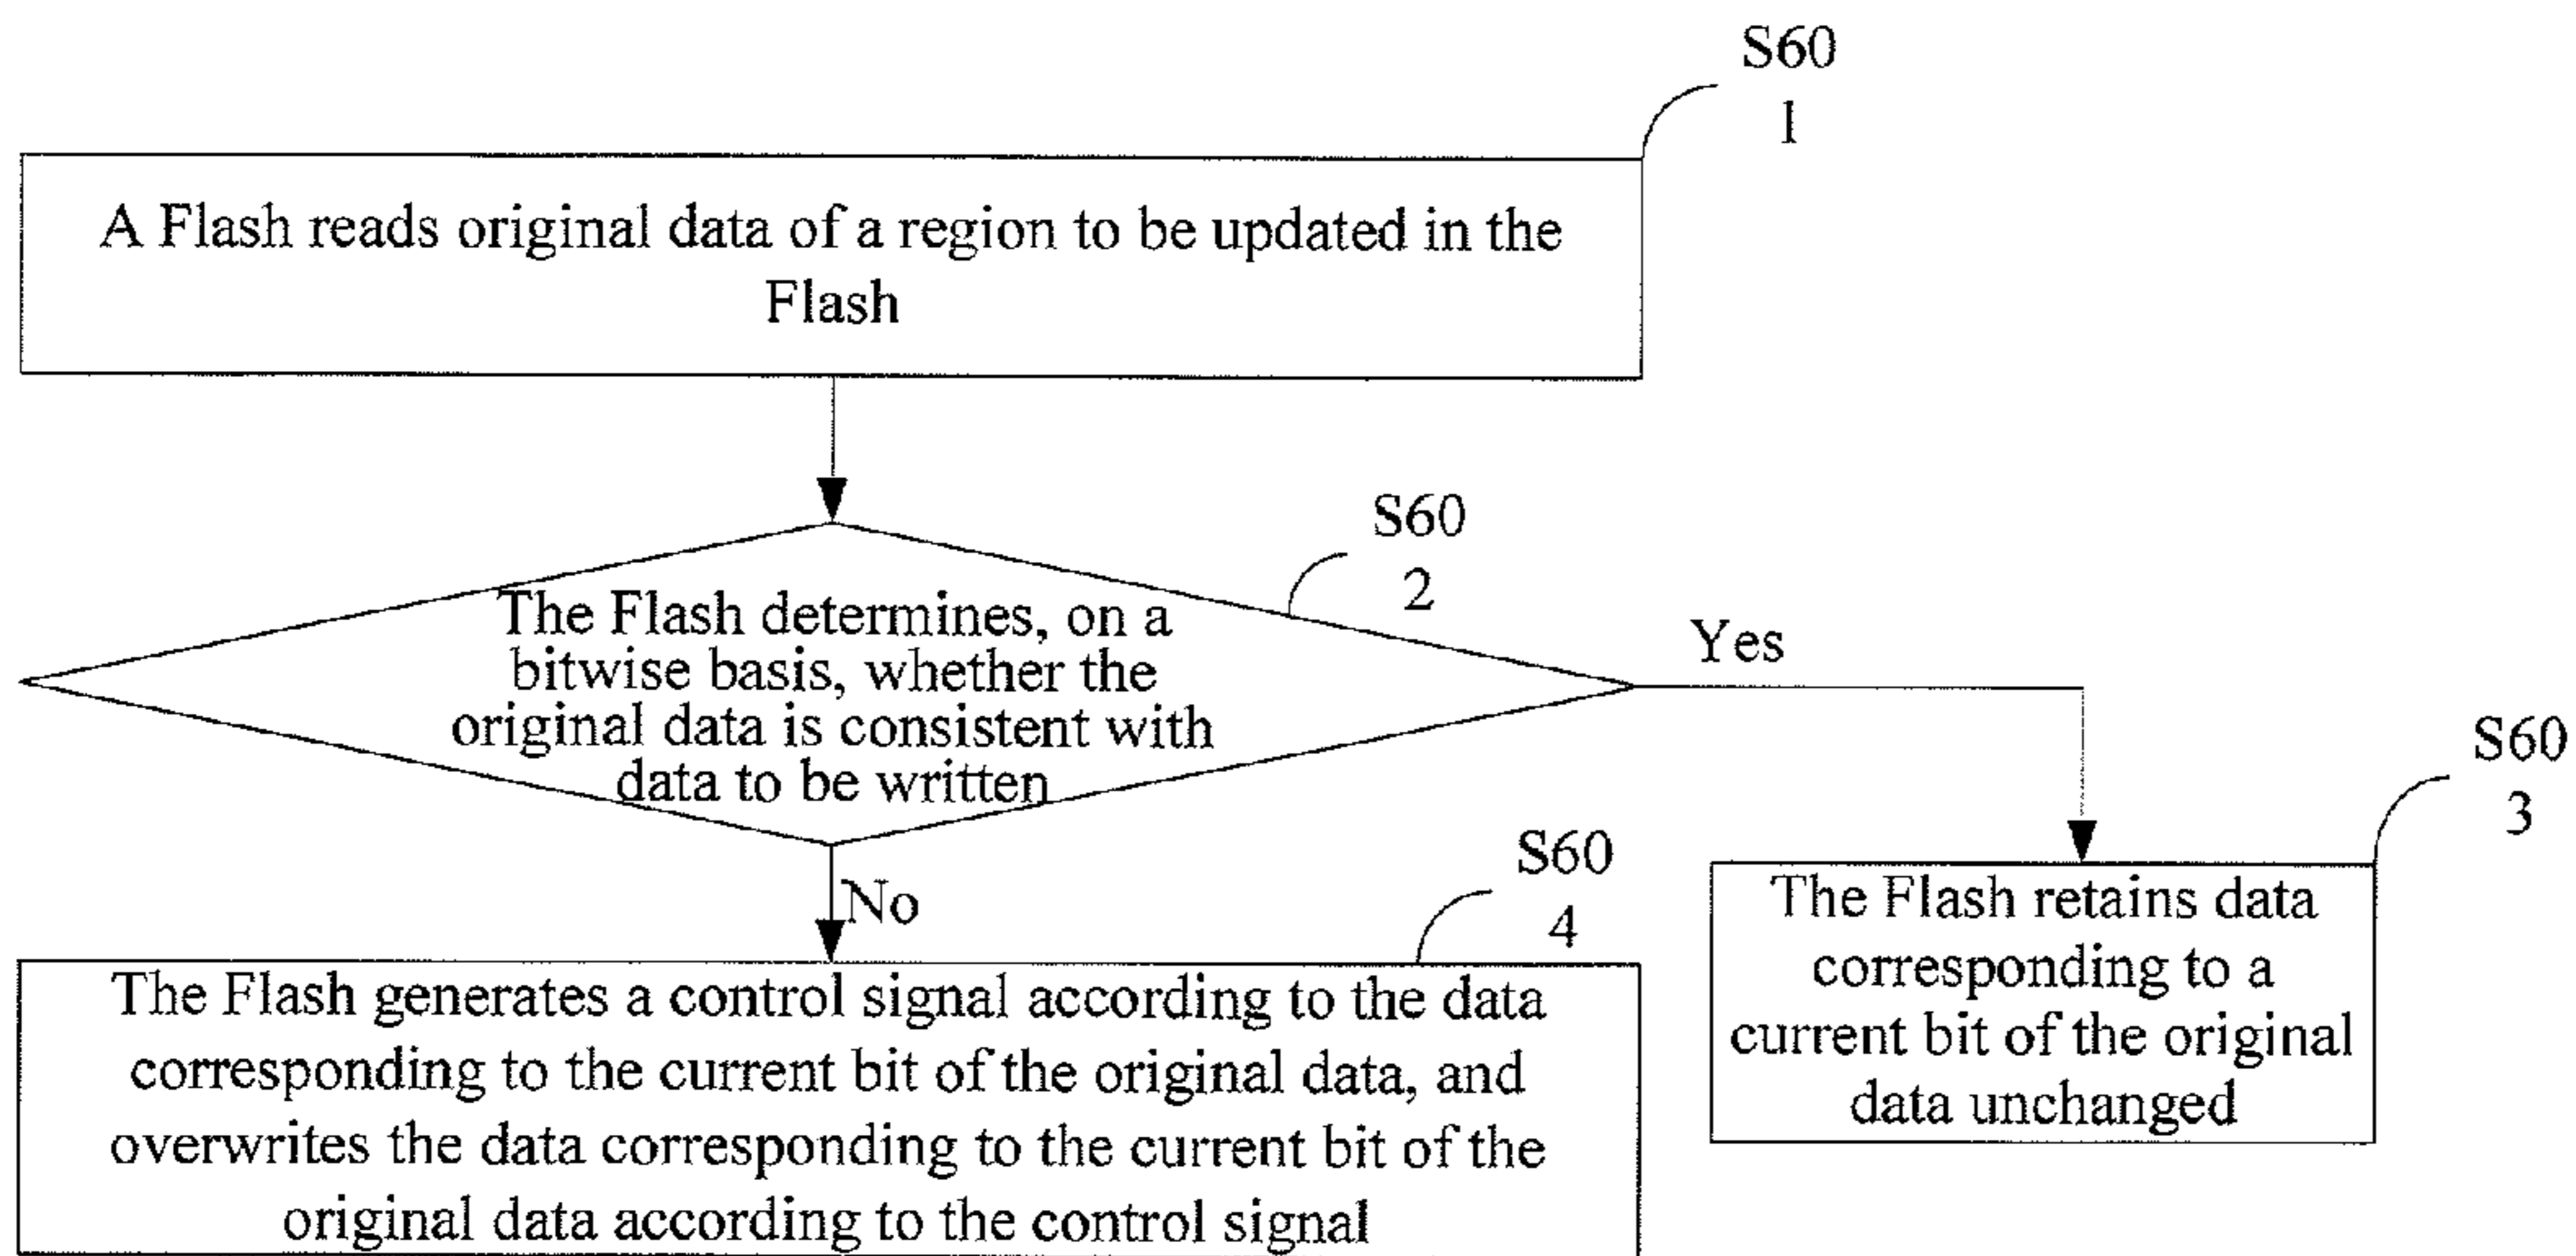 S60
1
A Flash reads original data of a region to be updated in the
Flash
S60
2
The Flash determines, on a
bitwise basis, whether the
original data is consistent with
data to be written
Yes
S60
3
The Flash retains data
corresponding to a
current bit of the original
data unchanged
No
S60
4
The Flash generates a control signal according to the data
corresponding to the current bit of the original data, and
overwrites the data corresponding to the current bit of the
original data according to the control signal